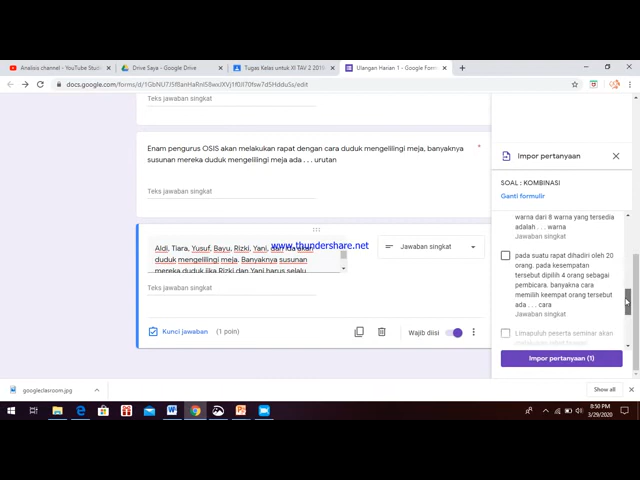 Analisis channel - YouTube Studi
Drive Saya - Google Drive
Tugas Kelas untuk XI TAV 2 2019
Ulangan Harian 1 - Google Form
docs.google.com/forms/d/
/edit
Teks jawaban singkat
Enam pengurus OSIS akan melakukan rapat dengan cara duduk mengelilingi meja, banyaknya
susunan mereka duduk mengelilingi meja ada . . . urutan
*
Teks jawaban singkat
Aldi, Tiara, Yusuf, Bayu, Rizki, Yani, dan Ida akan
duduk mengelilingi meja. Banyaknya susunan
mereka duduk jika Rizki dan Yani harus selalu
www.thundershare.net
Jawaban singkat
Teks jawaban singkat
Kunci jawaban
(1 poin)
Wajib diisi
Impor pertanyaan
SOAL : KOMBINASI
Ganti formulir
warna dari 8 warna yang tersedia
adalah . . . warna
Jawaban singkat
pada suatu rapat dihadiri oleh 20
orang. pada kesempatan
tersebut dipilih 4 orang sebagai
pembicara. banyakna cara
memilih keempat orang tersebut
ada . . . cara
Jawaban singkat
Limapuluh peserta seminar akan
Impor pertanyaan (1)
googleclasroom.jpg
Show all
8:50 PM
3/29/2020